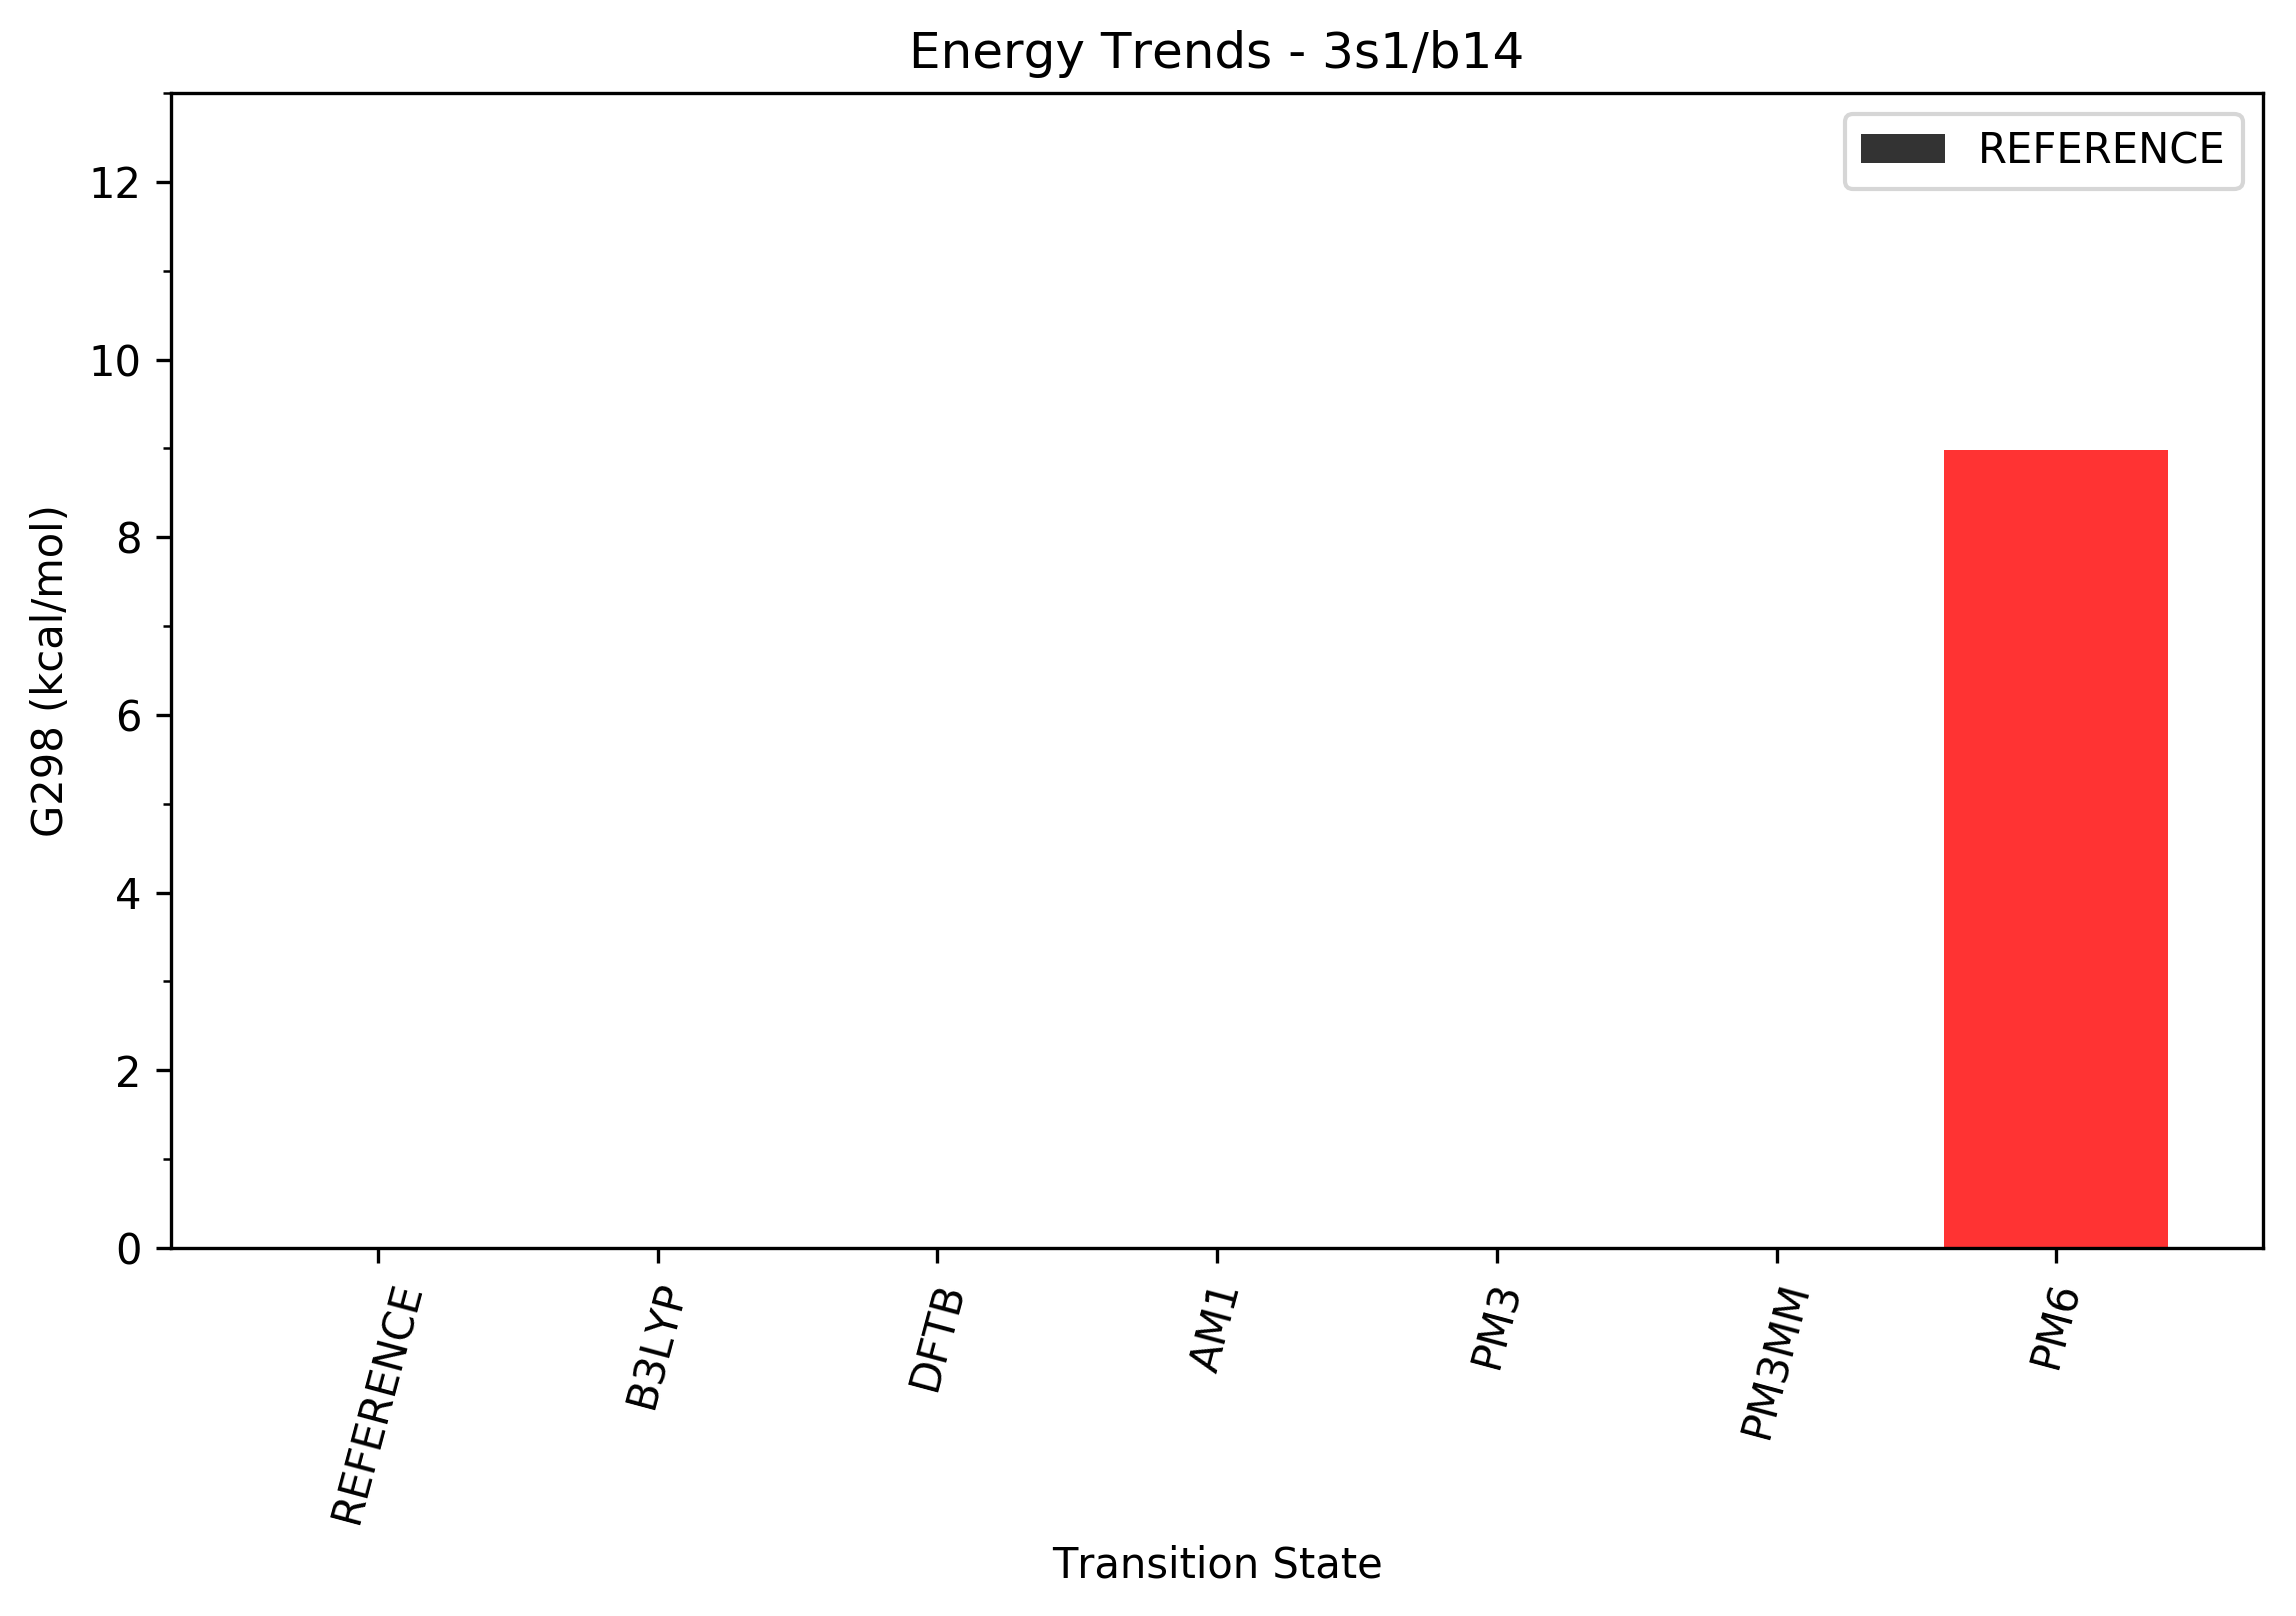 Energy Trends - 3s1/b14
REFERENCE
G298 (kcal/mol)
12
10
8
6
4
2
0
REFERENCE
B3LYP
DFTB
AM1
PM3
PM3MM
PM6
Transition State